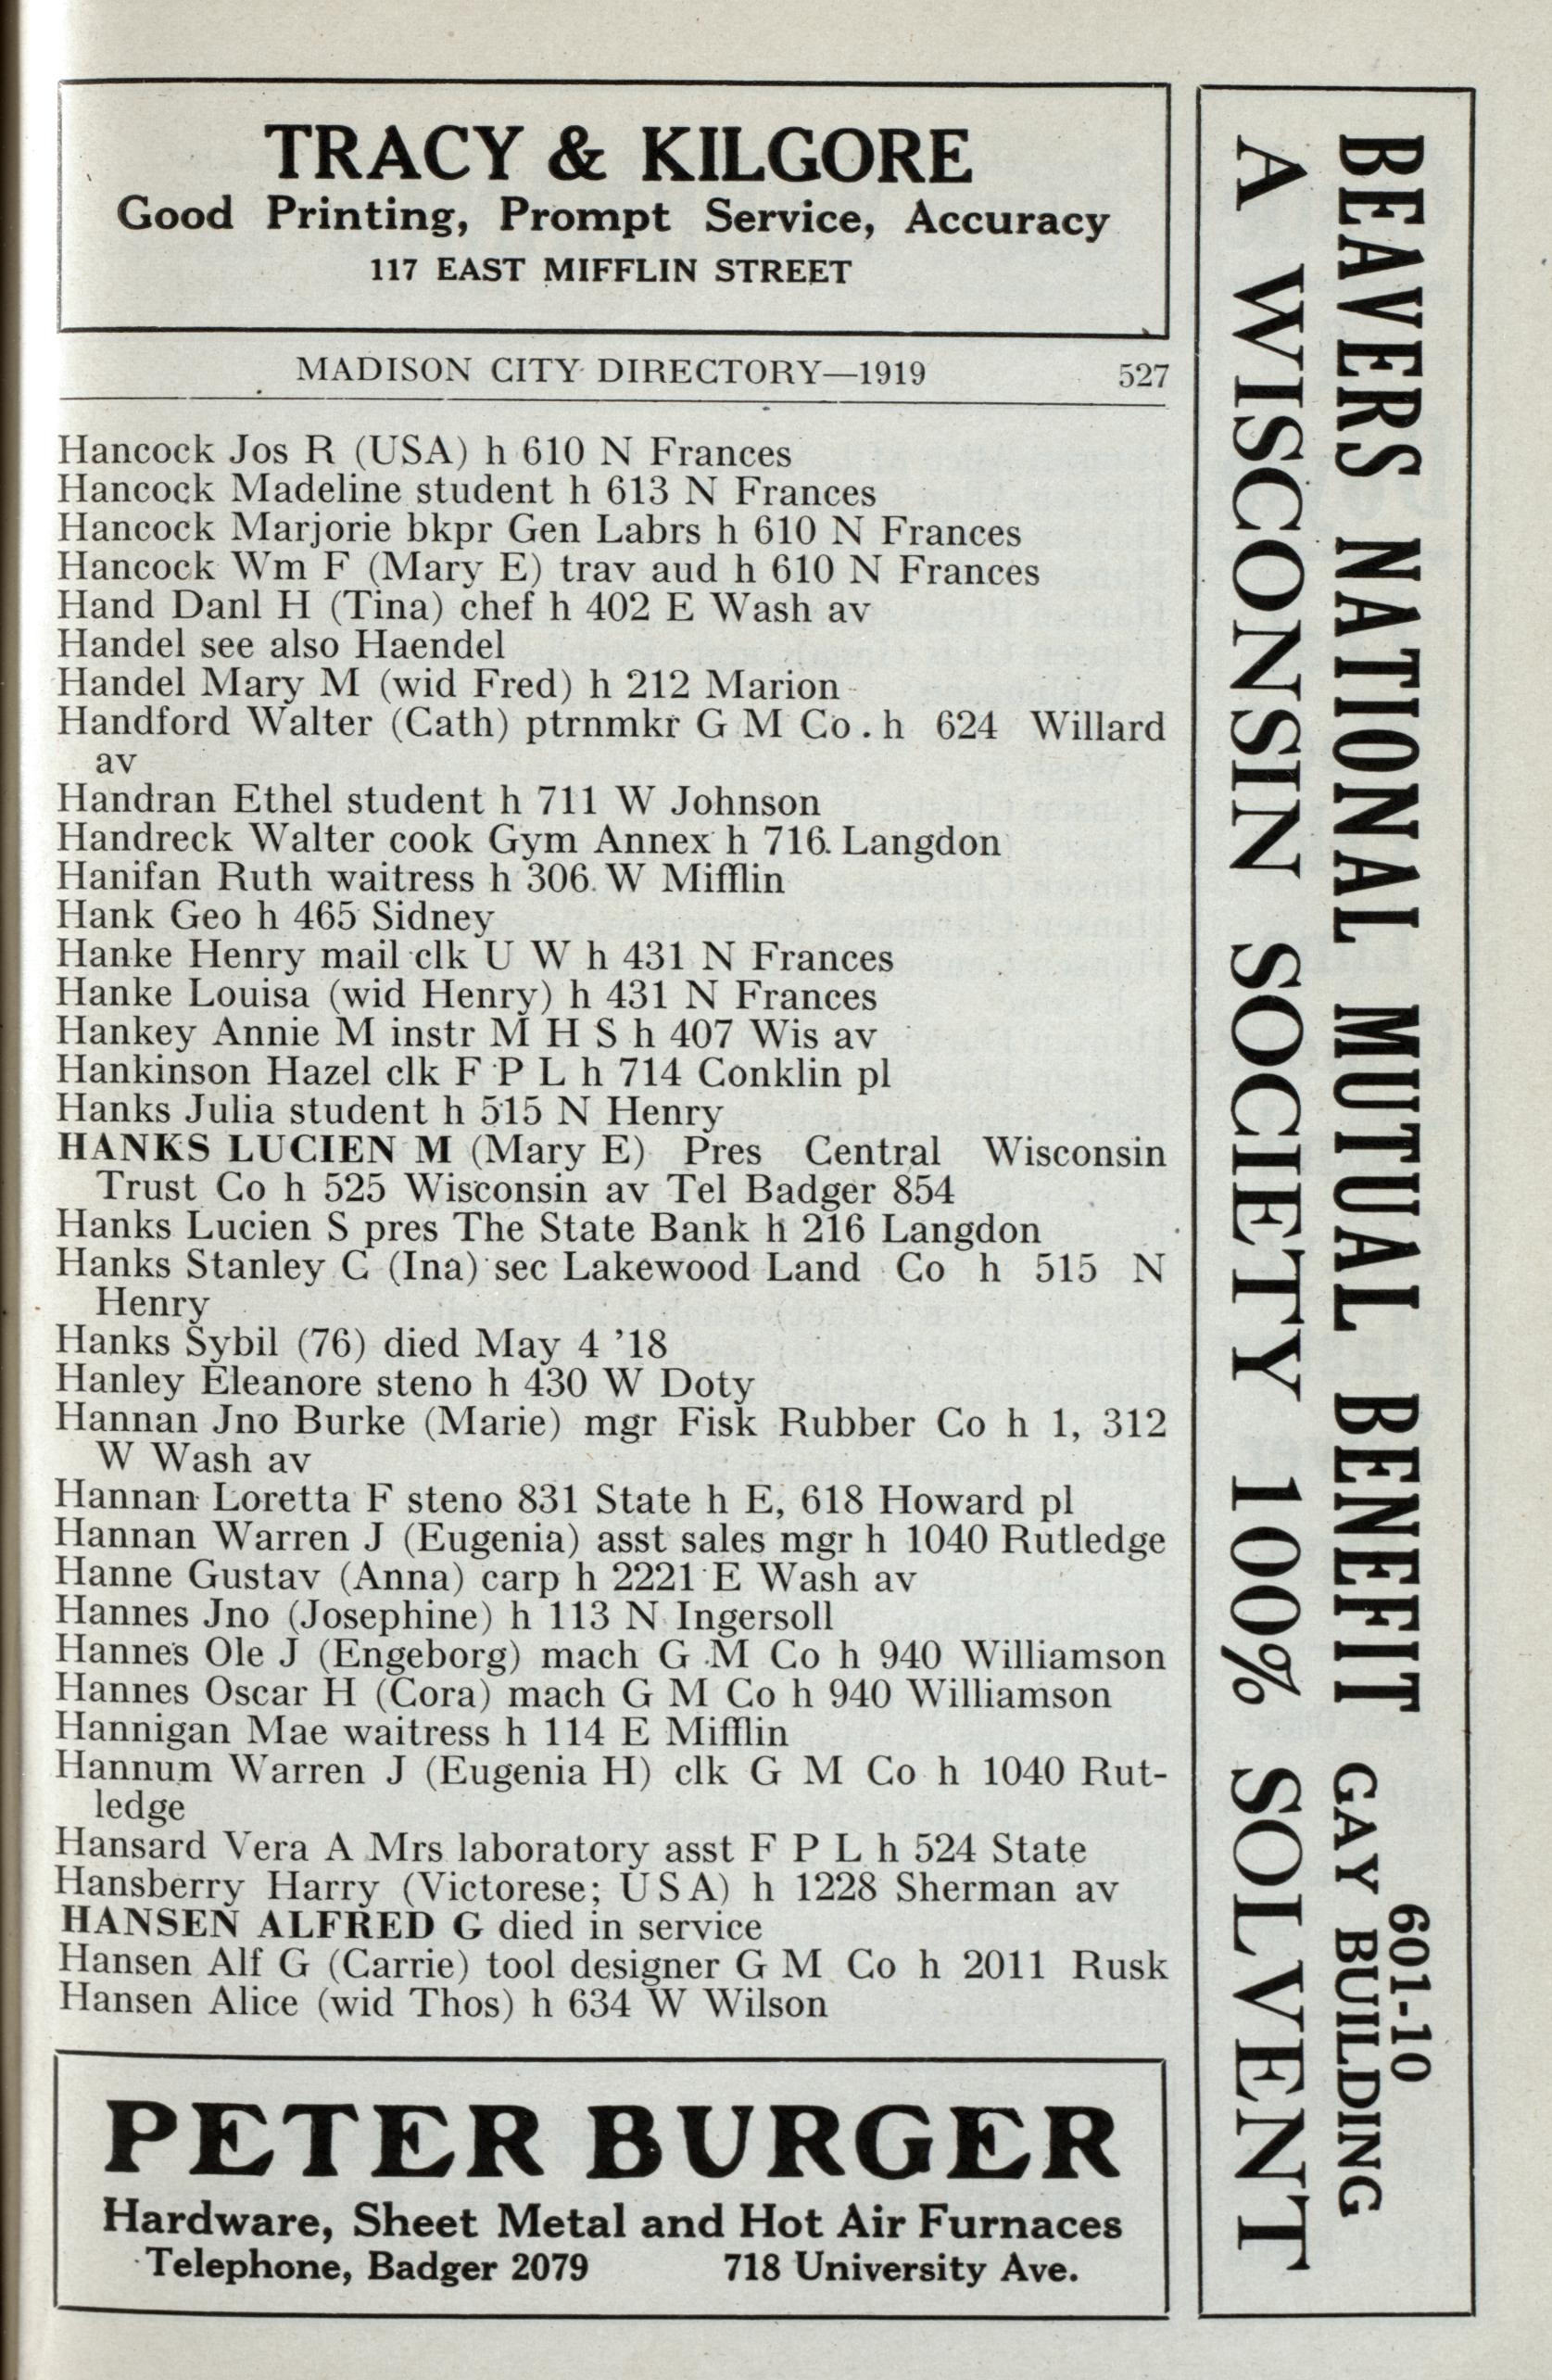 TRACY & KILGORE
Good Printing, Prompt Service, Accuracy
117 EAST MIFFLIN STREET
MADISON CITY DIRECTORY—1919 527
Hancock Jos R (USA) h 610 N Frances
Hancock Madeline student h 613 N Frances
Hancock Marjorie bkpr Gen Labrs h 610 N Frances
Hancock Wm F (Mary E) trav aud h 610 N Frances
Hand Danl H (Tina) chef h 402 E Wash av
Handel see also Haendel
Handel Mary M (wid Fred) h 212 Marion
Handford Walter (Cath) ptrnmkr G M Co. h 624 Willard
av
Handran Ethel student h 711 W Johnson
Handreck Walter cook Gym Annex h 716. Langdon
Hanifan Ruth waitress h 306. W Mifflin
Hank Geo h 465 Sidney
Hanke Henry mail clk U W h 431 N Frances
Hanke Louisa (wid Henry) h 431 N Frances
Hankey Annie M instr M H S h 407 Wis av
Hankinson Hazel clk F P L h 714 Conklin pl
Hanks Julia student h 515 N Henry
HANKS LUCIEN M (Mary E) Pres Central Wisconsin
Trust Co h 525 Wisconsin av Tel Badger 854
Hanks Lucien S pres The State Bank h 216 Langdon
Hanks Stanley C (Ina) sec Lakewood Land Co h 515 N
Henry
Hanks Sybil (76) died May 4 ’18
Hanley Eleanore steno h 430 W Doty
Hannan Jno Burke (Marie) mgr Fisk Rubber Co h 1, 312
W Wash av
Hannan Loretta F steno 831 State h E, 618 Howard pl
Hannan Warren J (Eugenia) asst sales mgr h 1040 Rutledge
Hanne Gustav (Anna) carp h 2221 E Wash av
Hannes Jno (Josephine) h 113 N Ingersoll
Hannes Ole J (Engeborg) mach G M Co h 940 Williamson
Hannes Oscar H (Cora) mach G M Co h 940 Williamson
Hannigan Mae waitress h 114 E Mifflin
Hannum Warren J (Eugenia H) clk G M Co h 1040 Rut-
ledge
Hansard Vera A Mrs laboratory asst F P L h 524 State
Hansberry Harry (Victorese; USA) h 1228 Sherman av
HANSEN ALFRED G died in service
Hansen Alf G (Carrie) tool designer G M Co h 2011 Rusk
Hansen Alice (wid Thos) h 634 W Wilson
PETER BURGER
Hardware, Sheet Metal and Hot Air Furnaces
Telephone, Badger 2079 718 University Ave.
BEAVERS NATIONAL MUTUAL BENEFIT
601-10
GAY BUILDING
A WISCONSIN SOCIETY 100% SOLVENT